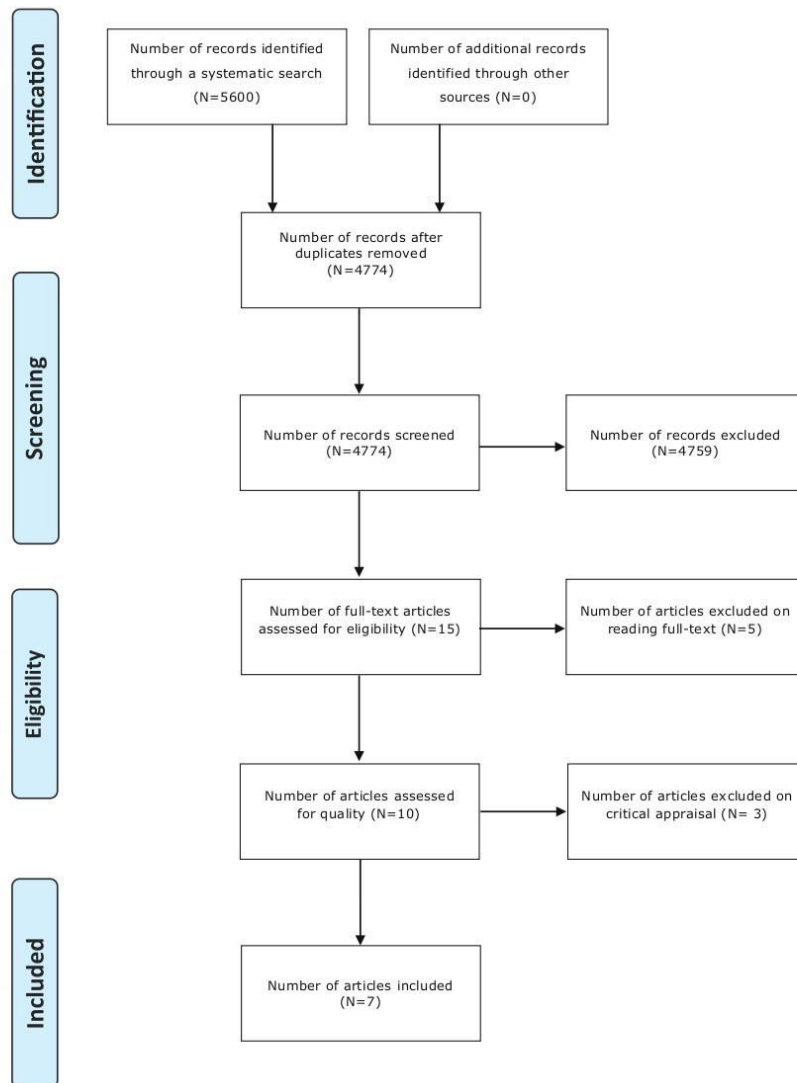 Identification
Number of records identified
through a systematic search
(N=5600)
Number of additional records
identified through other
sources (N=0)
Number of records after
duplicates removed
(N=4774)
Screening
Number of records screened
(N=4774)
Number of records excluded
(N=4759)
Eligibility
Number of full-text articles
assessed for eligibility (N=15)
Number of articles excluded on
reading full-text (N=5)
Number of articles assessed
for quality (N=10)
Number of articles excluded on
critical appraisal (N= 3)
Included
Number of articles included
(N=7)